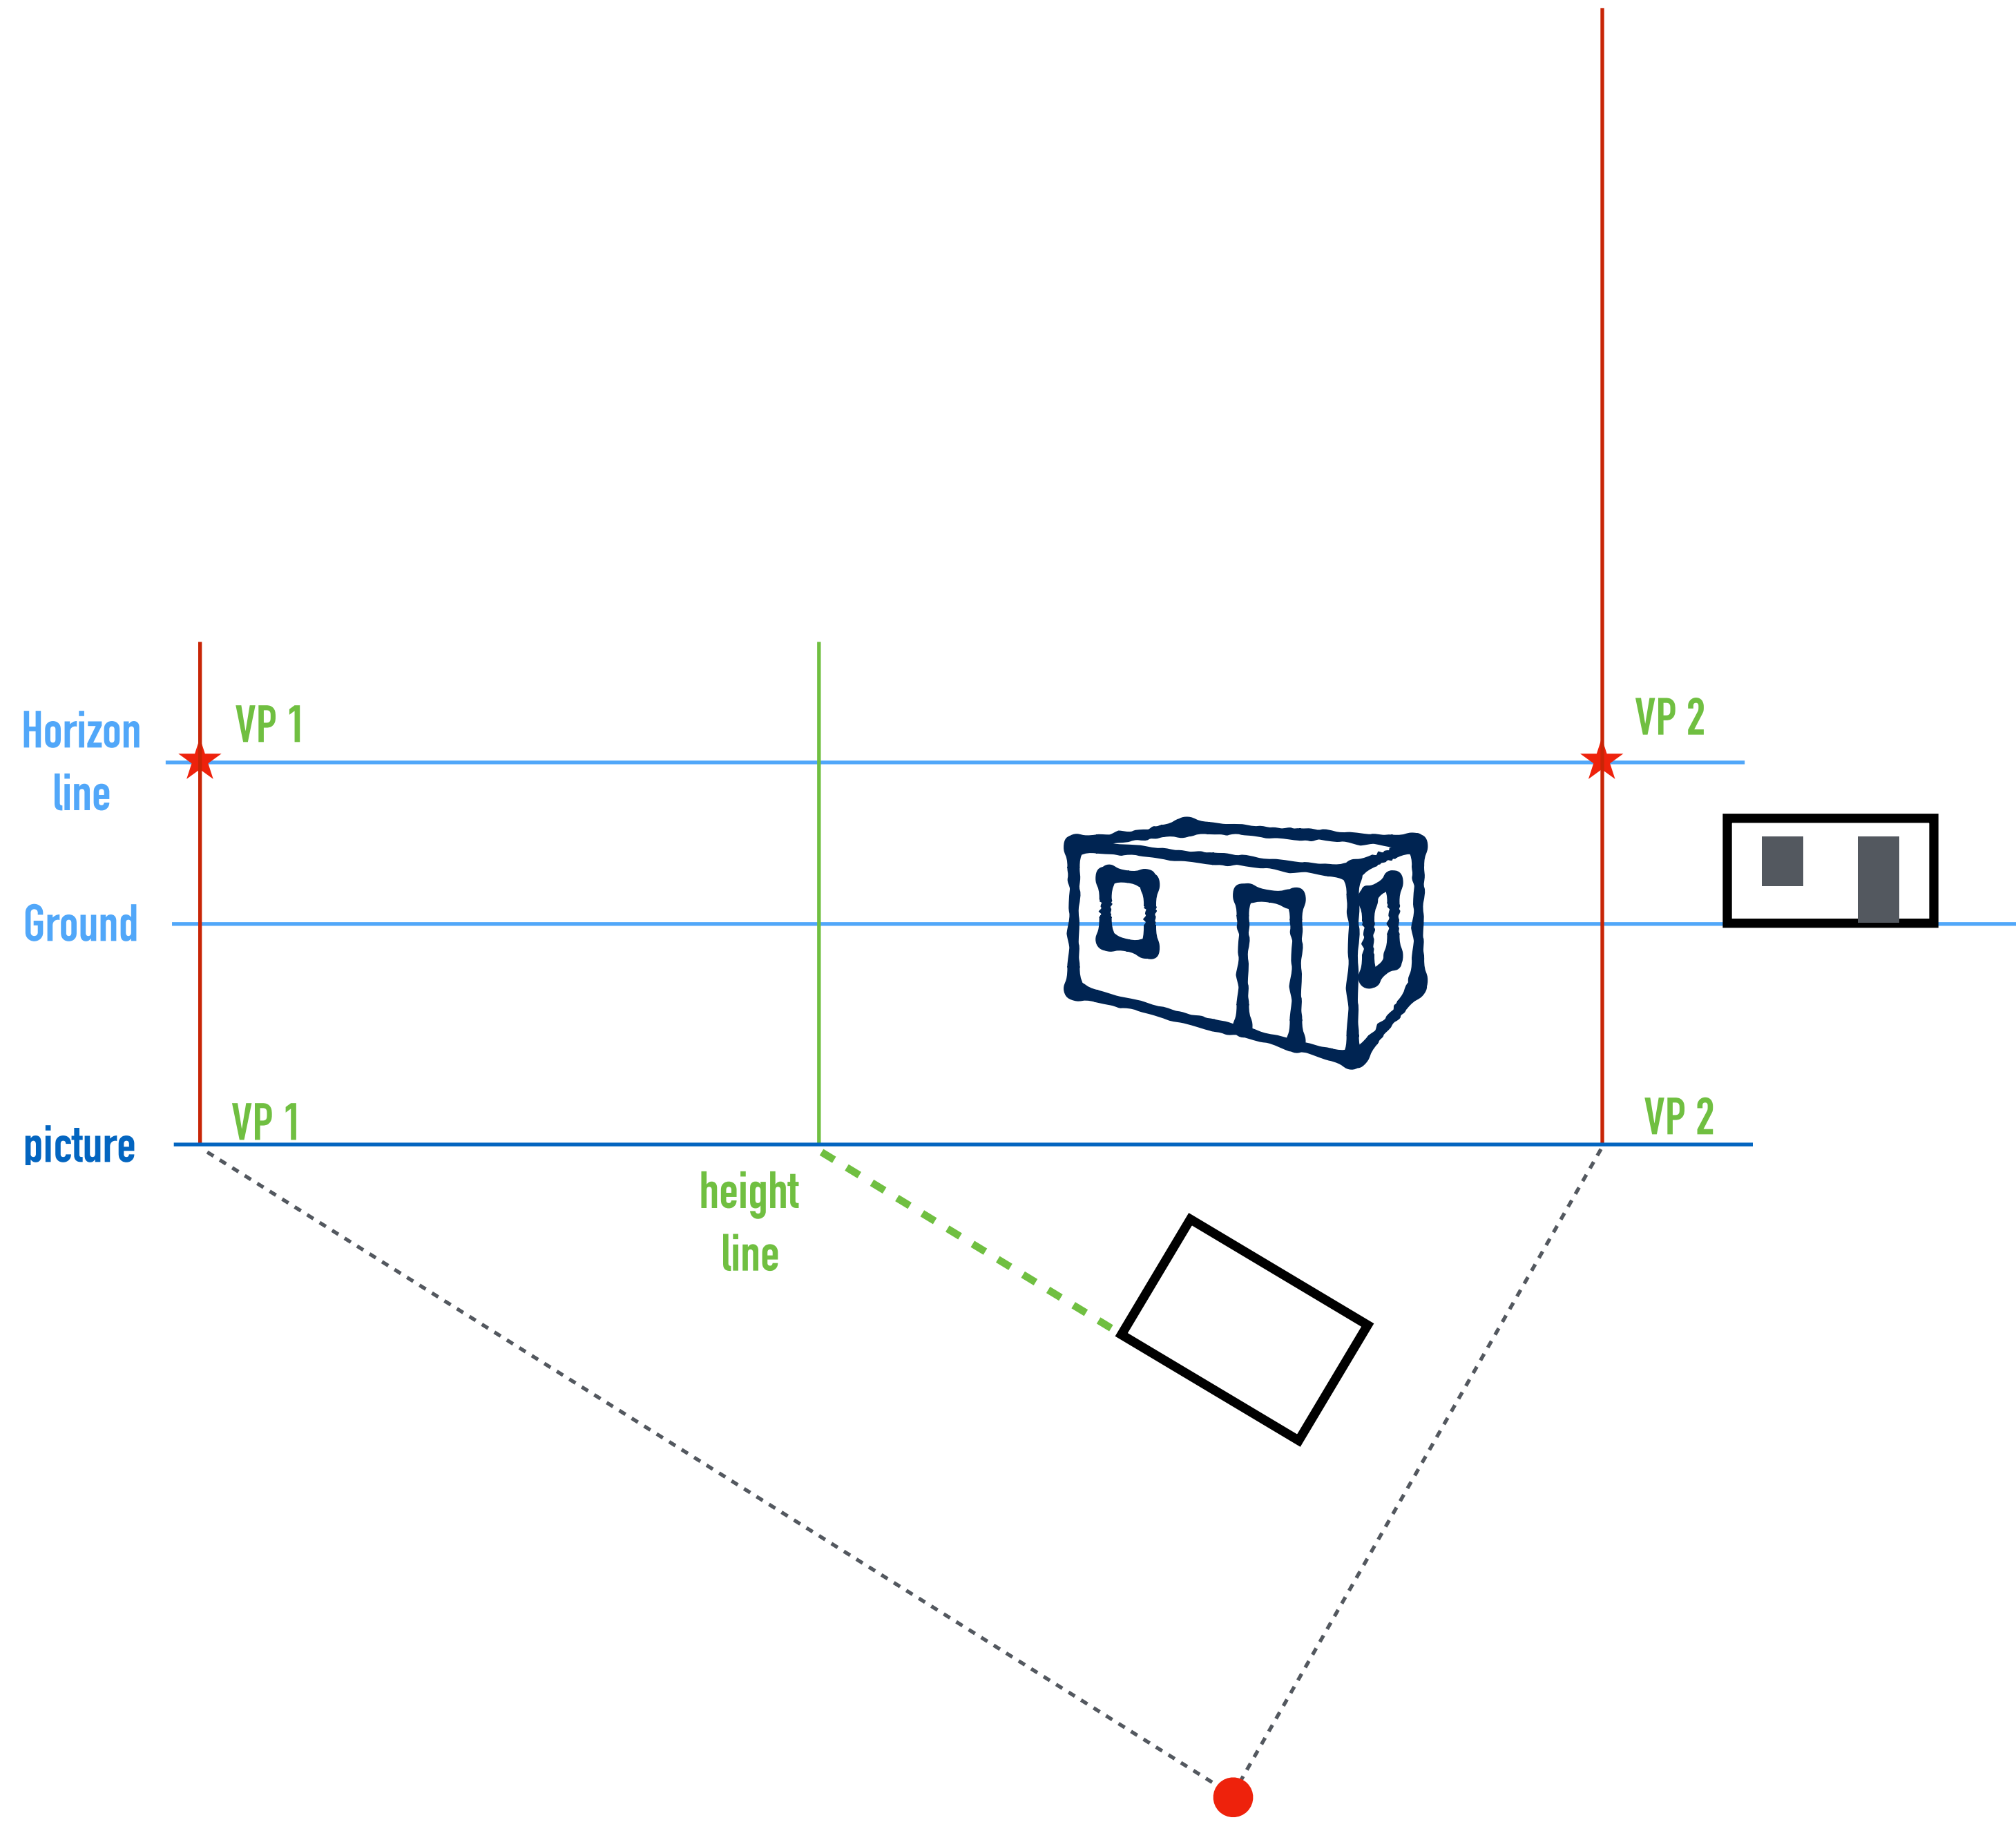 VP 2
VP 1
Horizon
line
Ground
VP 2
VP 1
picture
height
line